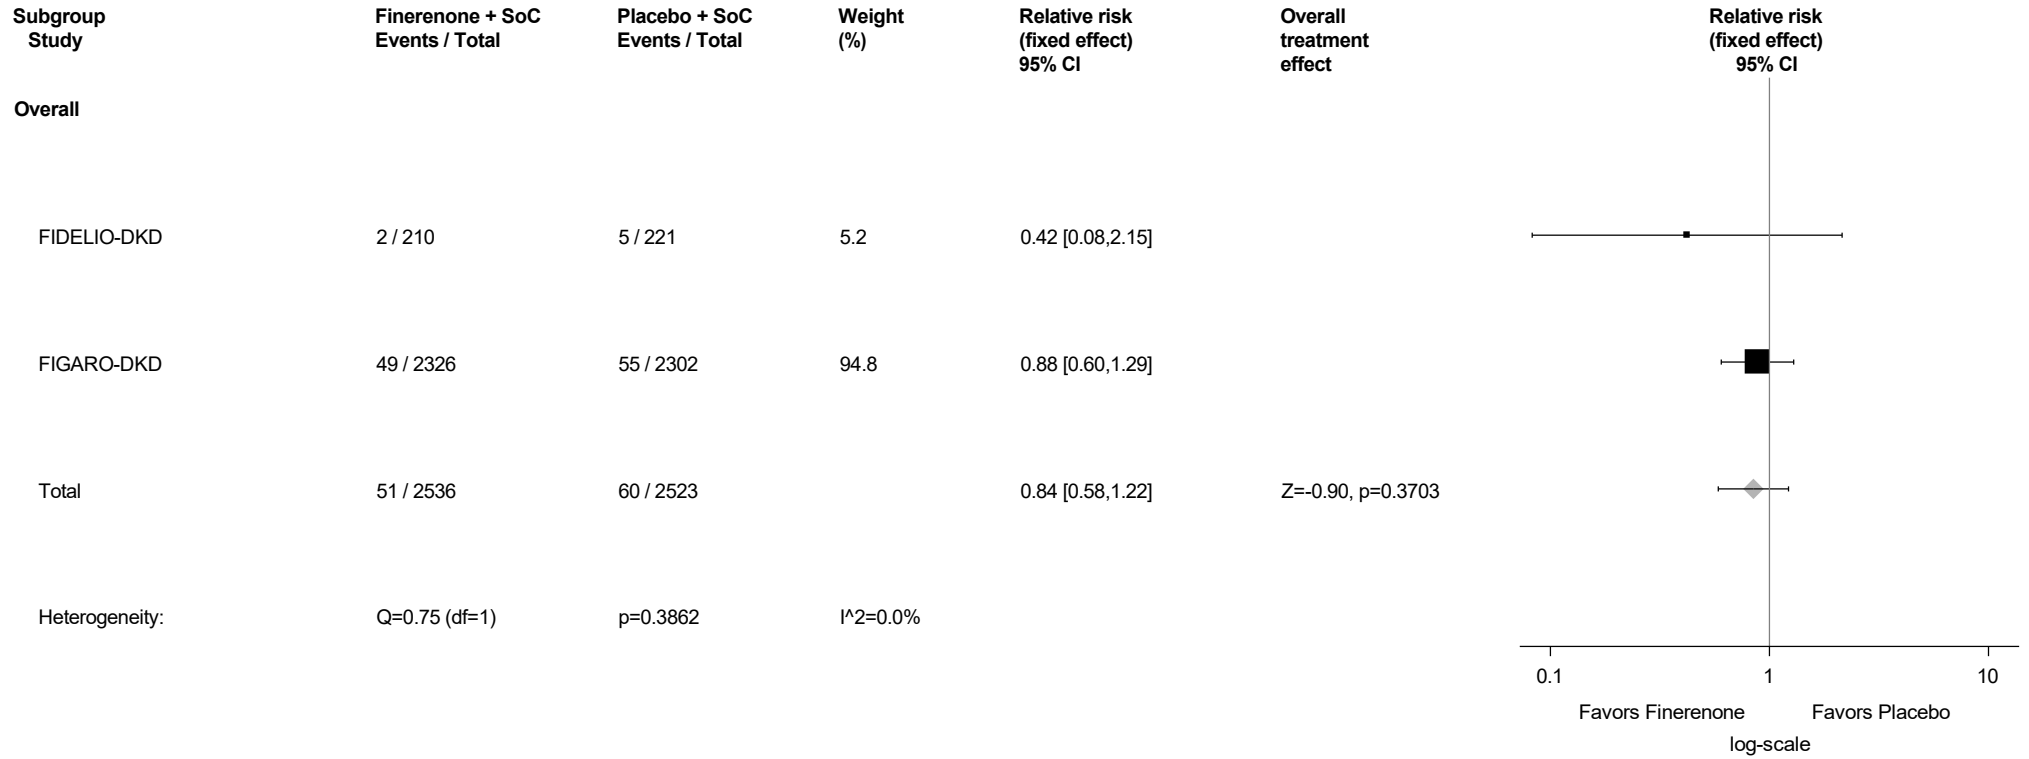 Subgroup Finerenone + SoC Placebo + SoC Weight Relative risk Overall Relative risk
Study Events / Total Events / Total (%) (fixed effect) treatment (fixed effect)
95% CI effect 95% CI
Overall
FIDELIO-DKD 2 / 210 5 / 221 5.2 0.42 [0.08,2.15]
FIGARO-DKD 49 / 2326 55 / 2302 94.8 0.88 [0.60,1.29]
Total 51 / 2536 60 / 2523 0.84 [0.58,1.22] Z=-0.90, p=0.3703
Heterogeneity: Q=0.75 (df=1) p=0.3862 I^2=0.0%
0.1 1 10
Favors Finerenone Favors Placebo
log-scale